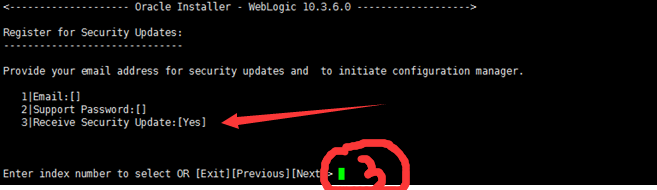 <-------------------- Oracle Installer - WebLogic 10.3.6.0 ------------------->
Register for Security Updates:
------------------------------
Provide your email address for security updates and  to initiate configuration manager.
1|Email:[]
2|Support Password:[]
3|Receive Security Update:[Yes]
Enter index number to select OR [Exit][Previous][Next]> 3